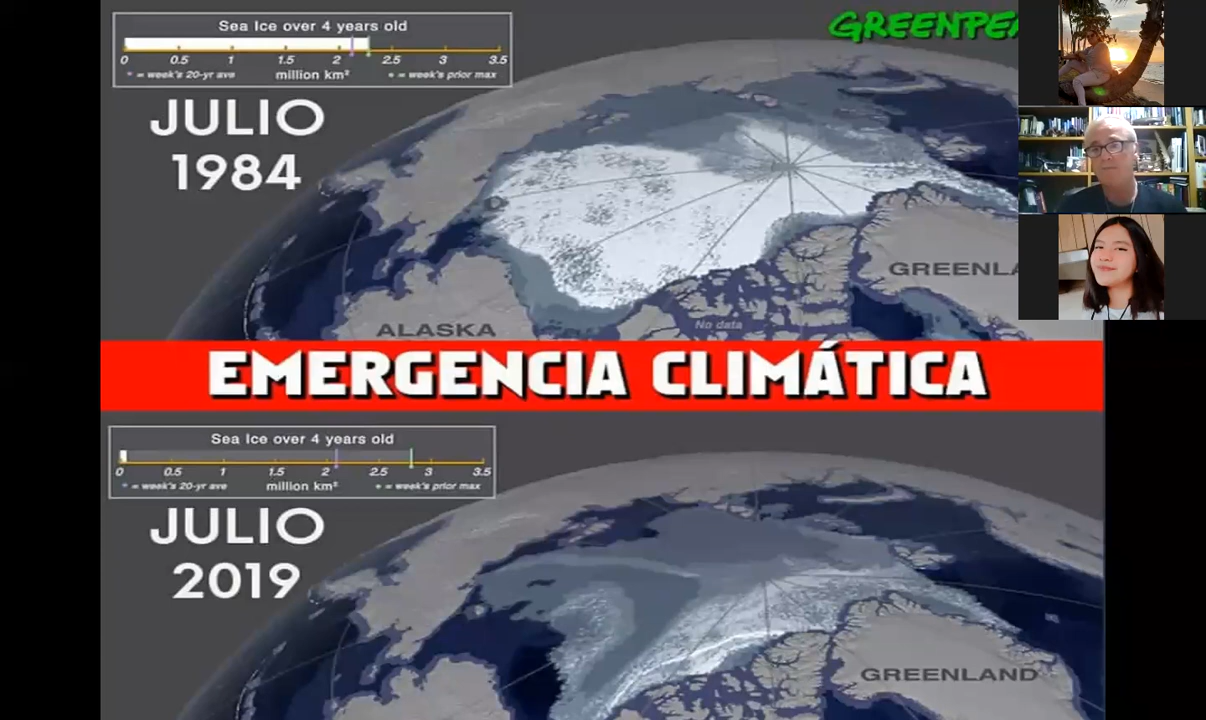 Sea Ice over 4 years old
0 0.5 1 1.5 2 2.5 3 3.5
* = week's 20-yr ave million km² * = week's prior max
GREENPEA
JULIO
1984
GREENLA
No data
ALASKA
EMERGENCIA CLIMÁTICA
Sea Ice over 4 years old
0 0.5 1 1.5 2 2.5 3 3.5
* = week's 20-yr ave million km² * = week's prior max
JULIO
2019
GREENLAND